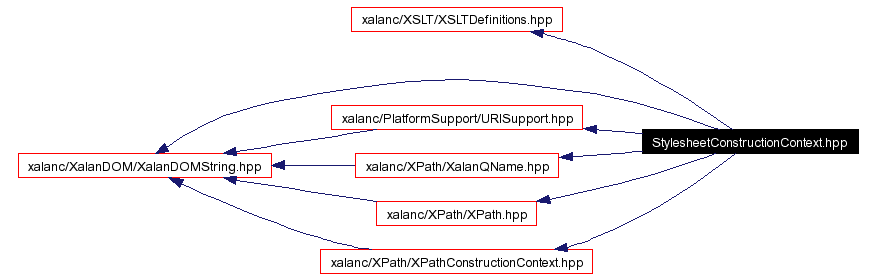 xalanc/XSLT/XSLTDefinitions.hpp
xalanc/PlatformSupport/URISupport.hpp
StylesheetConstructionContext.hpp
xalanc/XalanDOM/XalanDOMString.hpp
xalanc/XPath/XalanQName.hpp
xalanc/XPath/XPath.hpp
xalanc/XPath/XPathConstructionContext.hpp